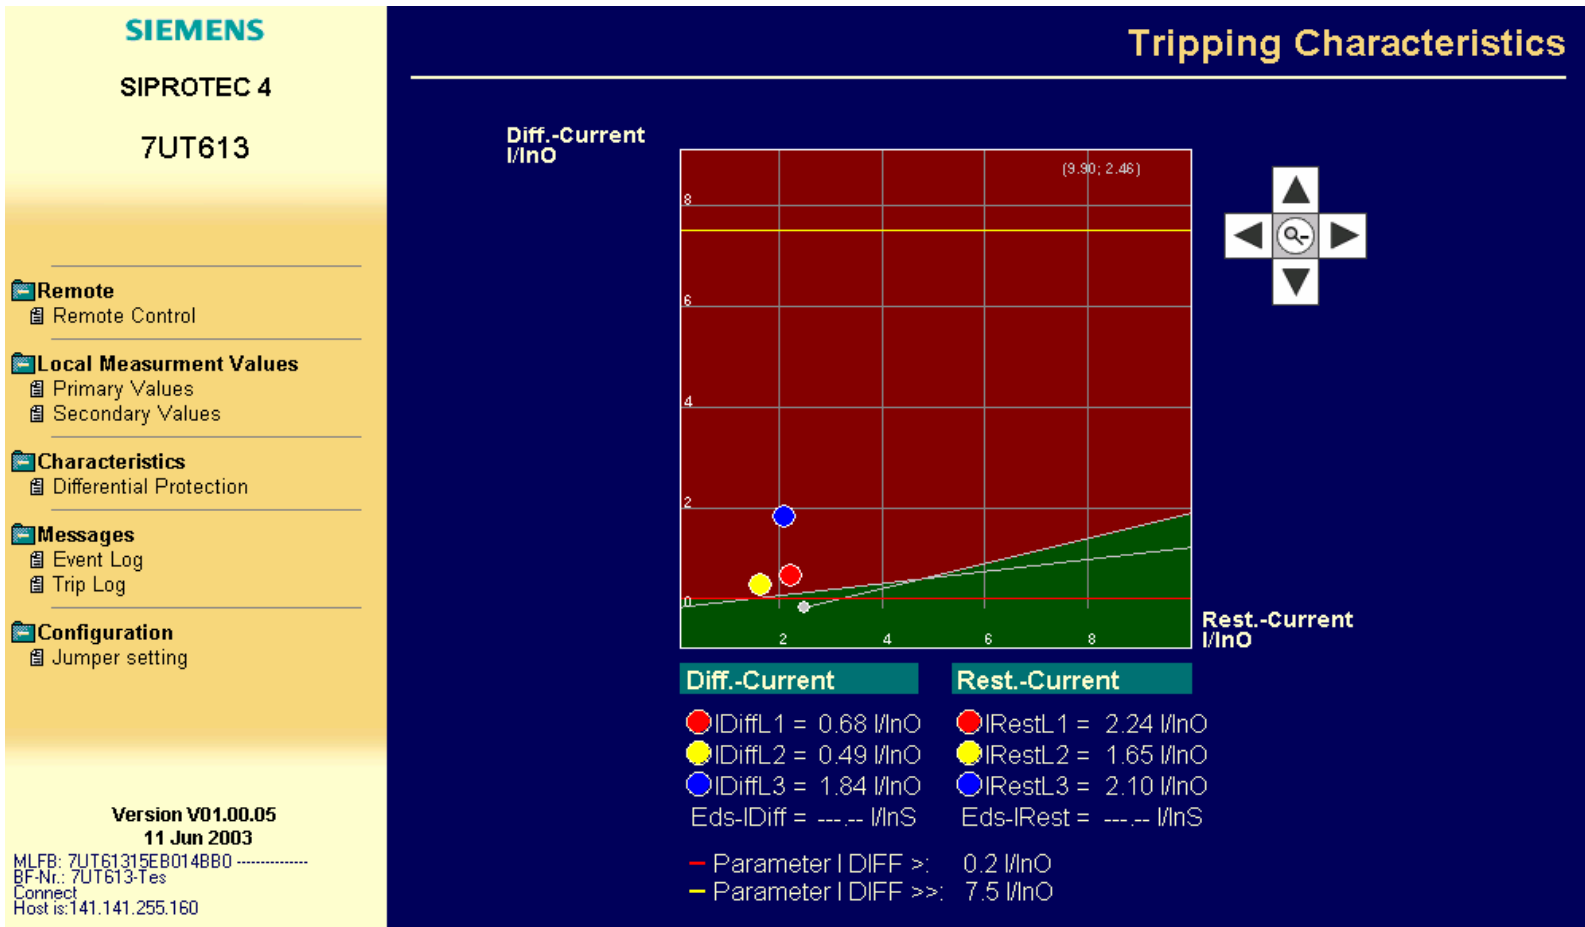 SIEMENS
SIPROTEC 4
7UT613
Remote
Remote Control
Local Measurment Values
Primary Values
Secondary Values
Characteristics
Differential Protection
Messages
Event Log
Trip Log
Configuration
Jumper setting
Version V01.00.05
11 Jun 2003
MLFB: 7UT61315EB014BB0 --------------
BF-Nr.: 7UT613-Tes
Connect
Host is:141.141.255.160
Tripping Characteristics
Diff.-Current
I/InO
(9.90; 2.46)
8
6
4
2
0
2 4 6 8
Rest.-Current
I/InO
Diff.-Current Rest.-Current
IDiffL1 = 0.68 I/InO IRestL1 = 2.24 I/InO
IDiffL2 = 0.49 I/InO IRestL2 = 1.65 I/InO
IDiffL3 = 1.84 I/InO IRestL3 = 2.10 I/InO
Eds-IDiff = ---.-- I/InS Eds-IRest = ---.-- I/InS
Parameter I DIFF >: 0.2 I/InO
Parameter I DIFF >>: 7.5 I/InO